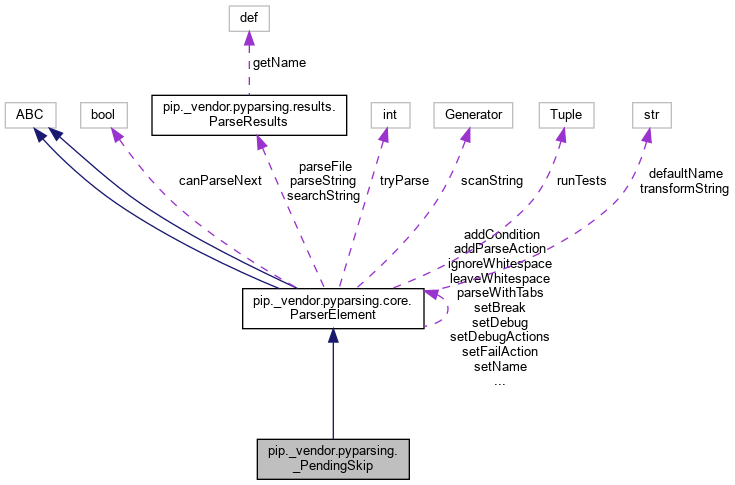 def
getName
ABC
bool
pip._vendor.pyparsing.results.
ParseResults
int
Generator
Tuple
str
canParseNext
parseFile
parseString
searchString
tryParse
scanString
runTests
defaultName
transformString
addCondition
addParseAction
ignoreWhitespace
leaveWhitespace
parseWithTabs
setBreak
setDebug
setDebugActions
setFailAction
setName
...
pip._vendor.pyparsing.core.
ParserElement
pip._vendor.pyparsing.
_PendingSkip